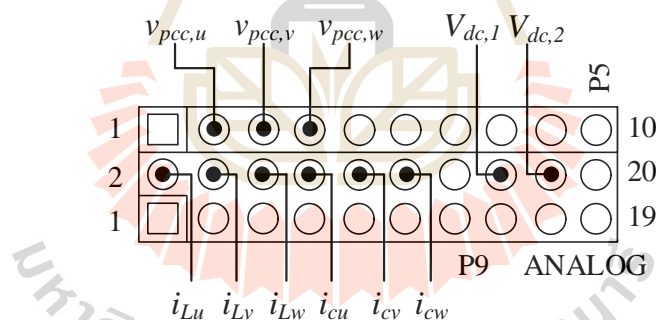 v_pcc,u v_pcc,v v_pcc,w V_dc,1 V_dc,2
P5
1 10
2 20
1 19
P9 ANALOG
i_Lu i_Lv i_Lw i_cu i_cv i_cw